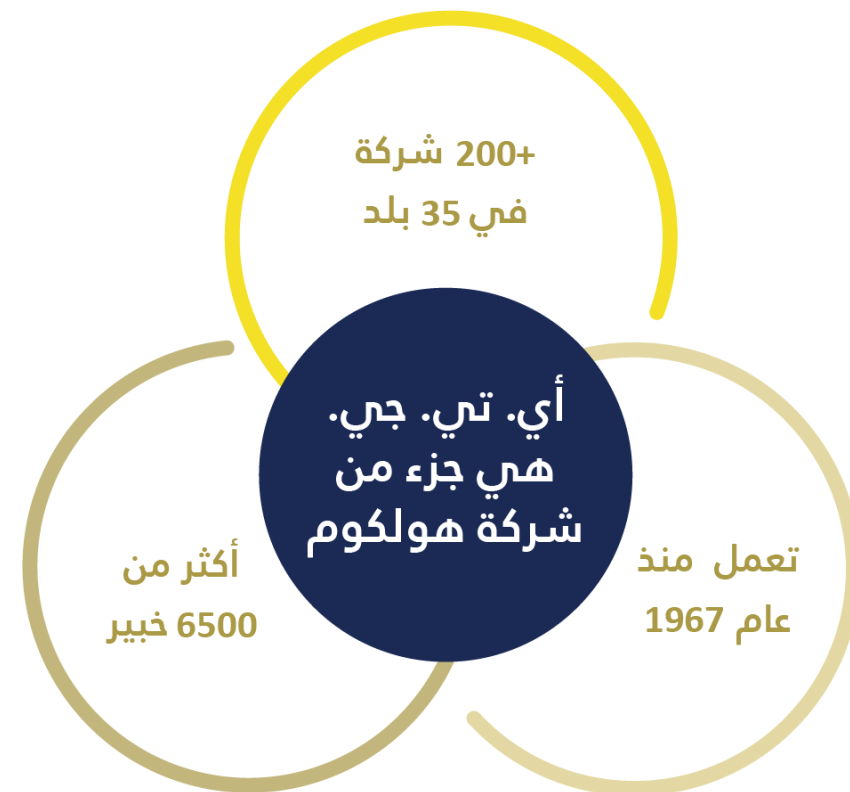 +200 شركة
في 35 بلد
أي. تي. جي.
هي جزء من
شركة هولكوم
تعمل منذ
عام 1967
أكثر من
6500 خبير